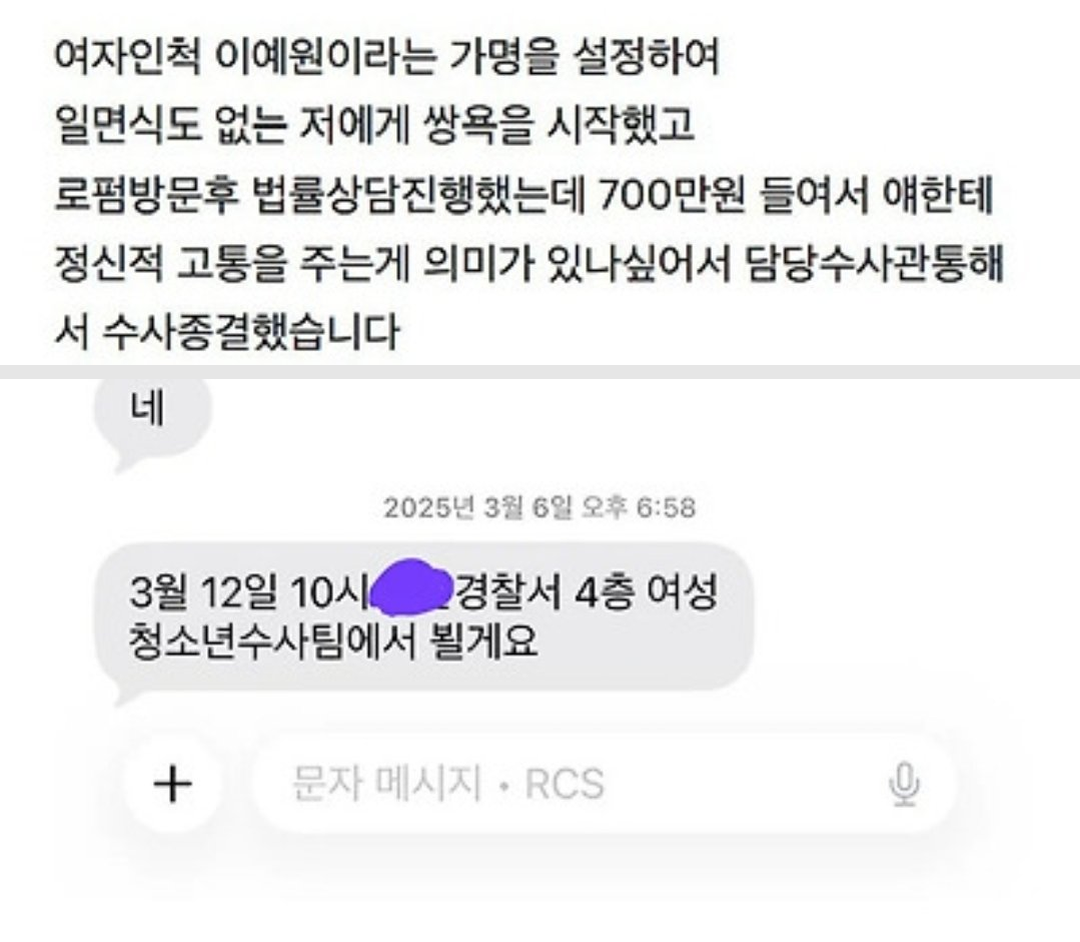 여자인척 이예원이라는 가명을 설정하여
일면식도 없는 저에게 쌍욕을 시작했고
로펌방문후 법률상담진행했는데 700만원 들여서 얘한테
정신적 고통을 주는게 의미가 있나싶어서 담당수사관통해
서 수사종결했습니다
네
2025년 3월 6일 오후 6:58
3월 12일 10시 경찰서 4층 여성
청소년수사팀에서 뵐게요
문자 메시지 • RCS